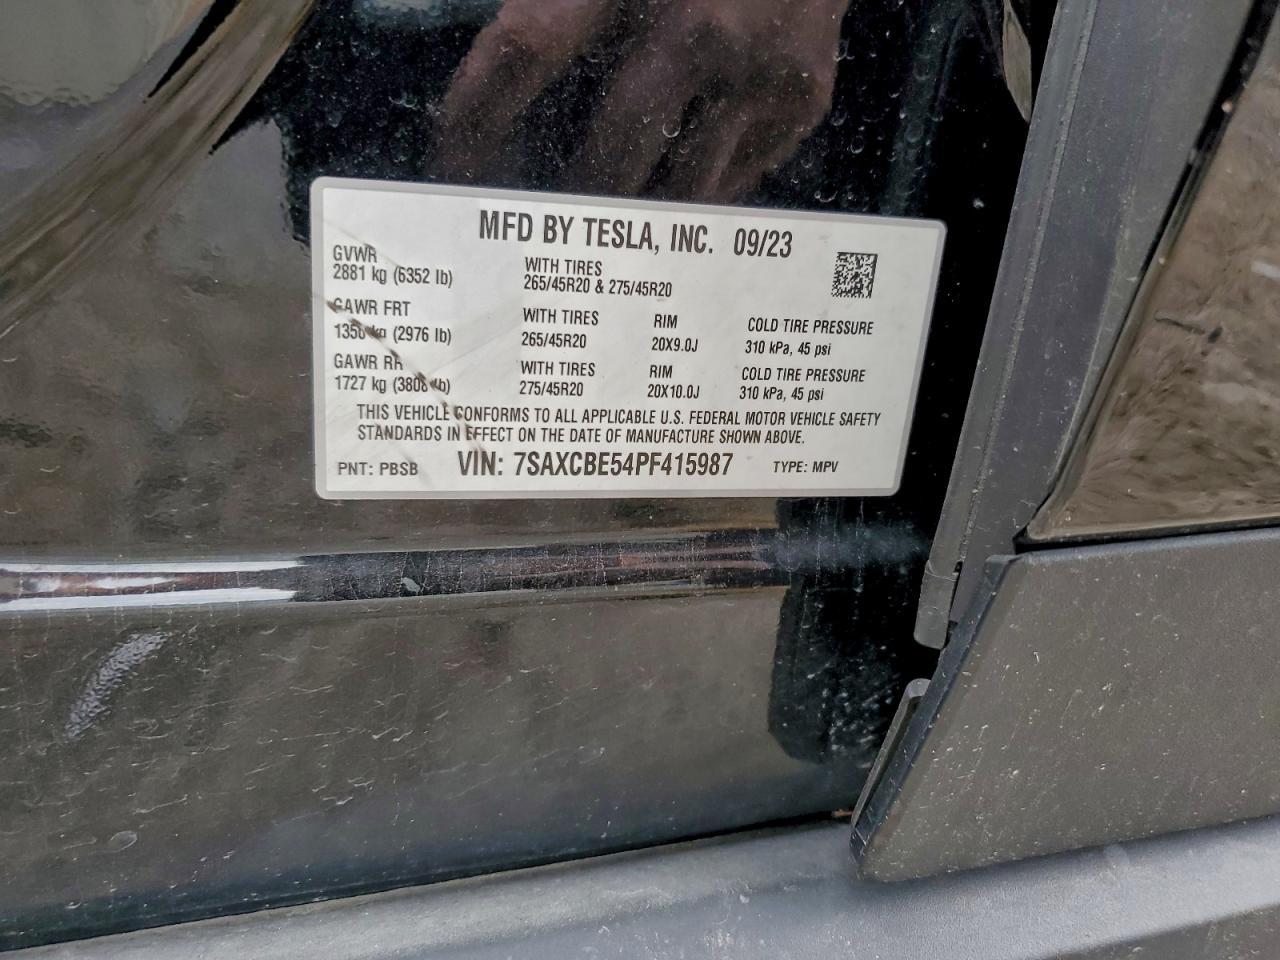 MFD BY TESLA, INC. 09/23
GVWR
2881 kg (6352 lb)
WITH TIRES
265/45R20 & 275/45R20
GAWR FRT
1350 kg (2976 lb)
WITH TIRES
265/45R20
RIM
20X9.0J
COLD TIRE PRESSURE
310 kPa, 45 psi
GAWR RR
1727 kg (3808 lb)
WITH TIRES
275/45R20
RIM
20X10.0J
COLD TIRE PRESSURE
310 kPa, 45 psi
THIS VEHICLE CONFORMS TO ALL APPLICABLE U.S. FEDERAL MOTOR VEHICLE SAFETY
STANDARDS IN EFFECT ON THE DATE OF MANUFACTURE SHOWN ABOVE.
PNT: PBSB VIN: 7SAXCBE54PF415987 TYPE: MPV